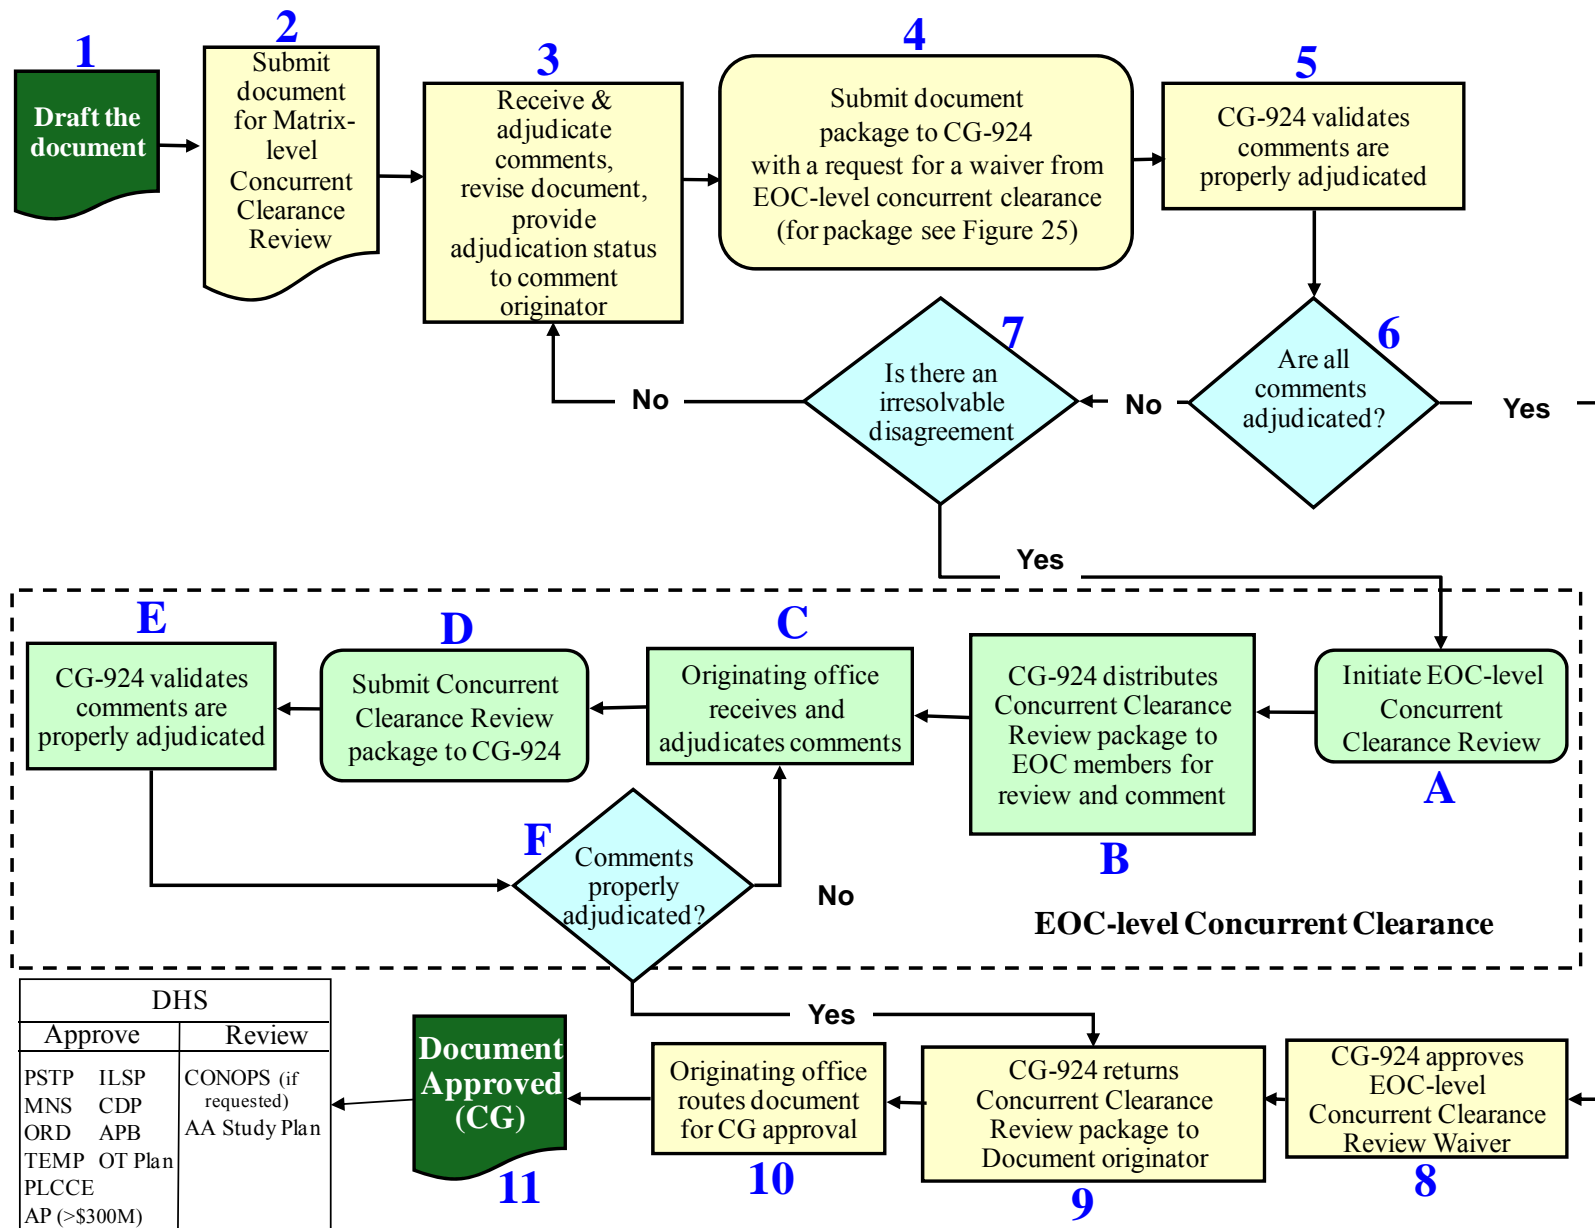 1
Draft the
document
2
Submit
document
for Matrix-
level
Concurrent
Clearance
Review
3
Receive &
adjudicate
comments,
revise document,
provide
adjudication status
to comment
originator
4
Submit document
package to CG-924
with a request for a waiver from
EOC-level concurrent clearance
(for package see Figure 25)
5
CG-924 validates
comments are
properly adjudicated
6
Are all
comments
adjudicated?
Yes
No
7
Is there an
irresolvable
disagreement
No
Yes
A
Initiate EOC-level
Concurrent
Clearance Review
B
CG-924 distributes
Concurrent Clearance
Review package to
EOC members for
review and comment
C
Originating office
receives and
adjudicates comments
D
Submit Concurrent
Clearance Review
package to CG-924
E
CG-924 validates
comments are
properly adjudicated
F
Comments
properly
adjudicated?
No
EOC-level Concurrent Clearance
Yes
8
CG-924 approves
EOC-level
Concurrent Clearance
Review Waiver
9
CG-924 returns
Concurrent Clearance
Review package to
Document originator
10
Originating office
routes document
for CG approval
11
Document
Approved
(CG)
DHS
Approve Review
PSTP ILSP
MNS CDP
ORD APB
TEMP OT Plan
PLCCE
AP (>$300M)
CONOPS (if
requested)
AA Study Plan